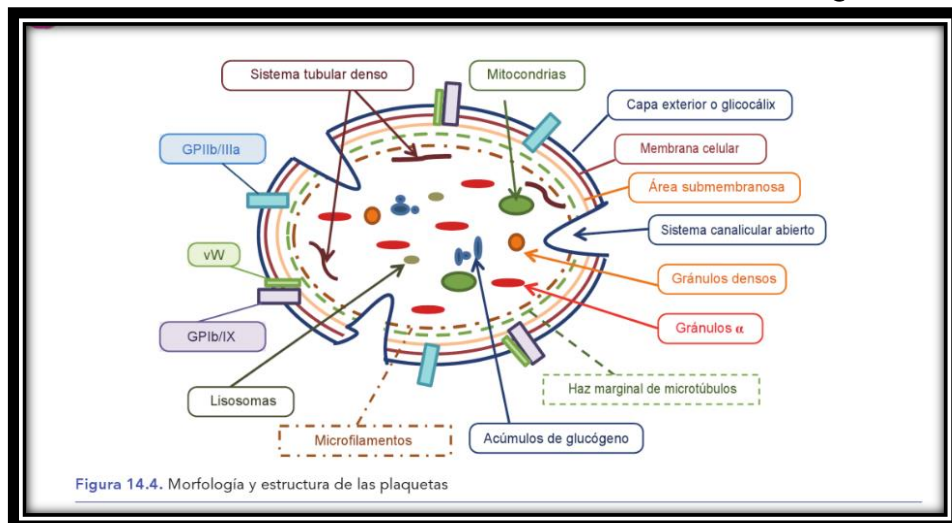 Sistema tubular denso
Mitocondrias
Capa exterior o glicocálix
GPIIb/IIIa
Membrana celular
Área submembranosa
Sistema canalicular abierto
vW
Gránulos densos
GPIb/IX
Gránulos α
Lisosomas
Haz marginal de microtúbulos
Microfilamentos
Acúmulos de glucógeno
Figura 14.4. Morfología y estructura de las plaquetas